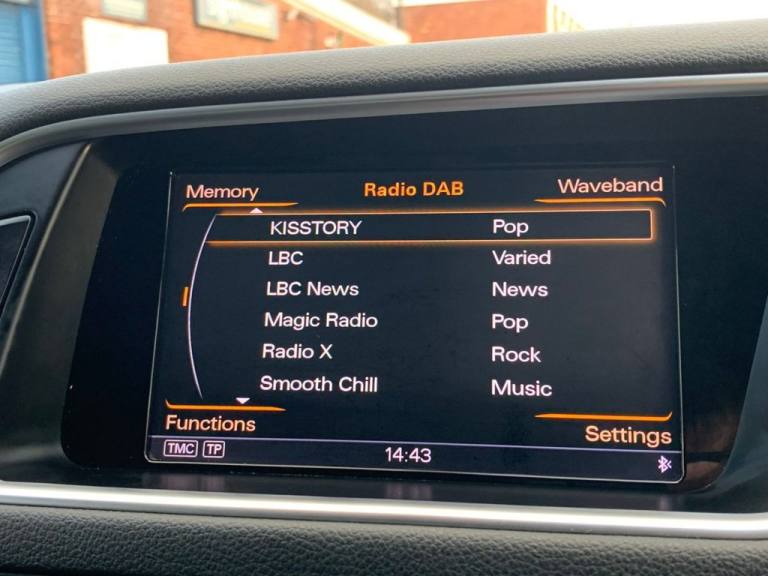 Memory Radio DAB Waveband
KISSTORY Pop
LBC Varied
LBC News News
Magic Radio Pop
Radio X Rock
Smooth Chill Music
Functions Settings
TMC TP 14:43